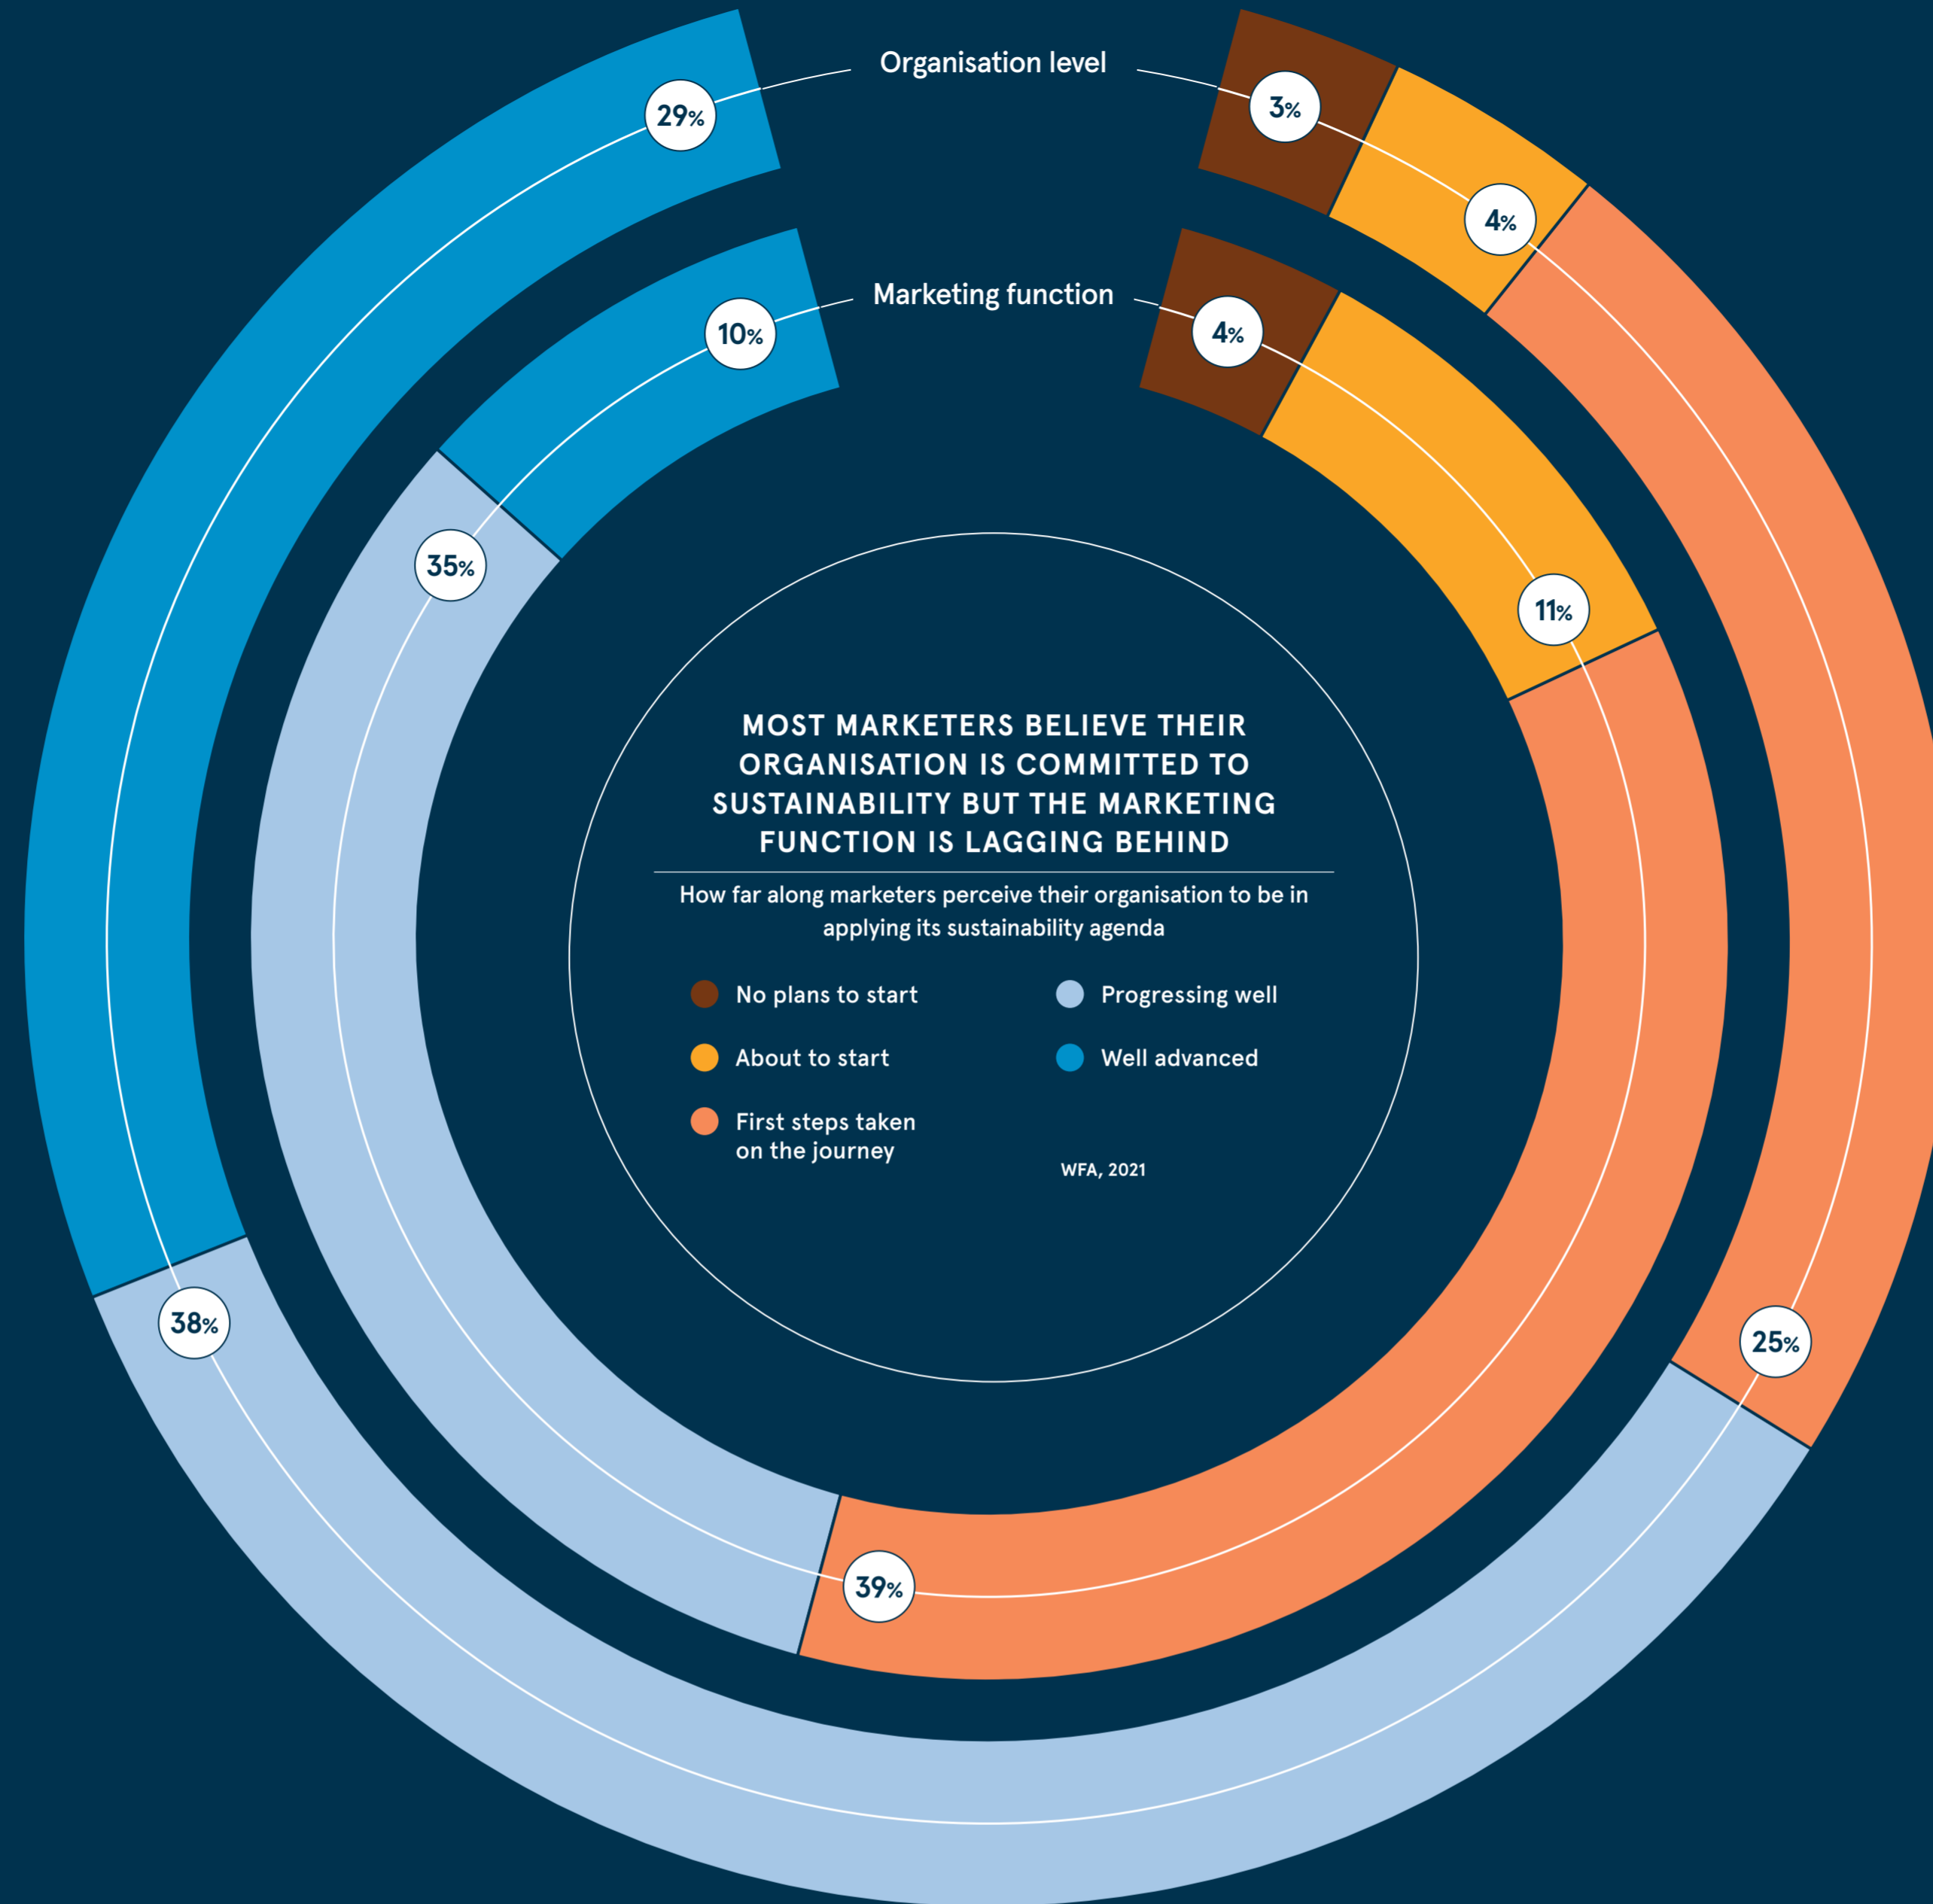 Organisation level
29%
3%
4%
Marketing function
10%
4%
35%
11%
MOST MARKETERS BELIEVE THEIR
ORGANISATION IS COMMITTED TO
SUSTAINABILITY BUT THE MARKETING
FUNCTION IS LAGGING BEHIND
How far along marketers perceive their organisation to be in
applying its sustainability agenda
No plans to start
About to start
First steps taken
on the journey
Progressing well
Well advanced
WFA, 2021
38%
25%
39%